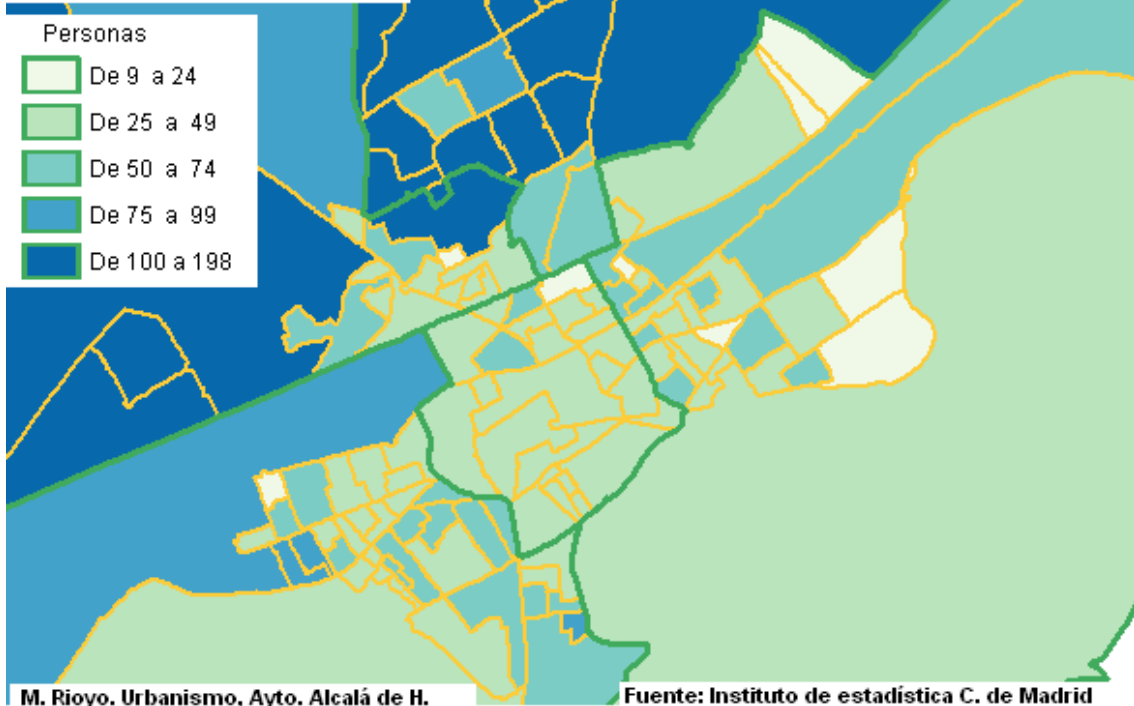 Personas
De 9 a 24
De 25 a 49
De 50 a 74
De 75 a 99
De 100 a 198
M. Rioyo. Urbanismo. Ayto. Alcalá de H.
Fuente: Instituto de estadística C. de Madrid